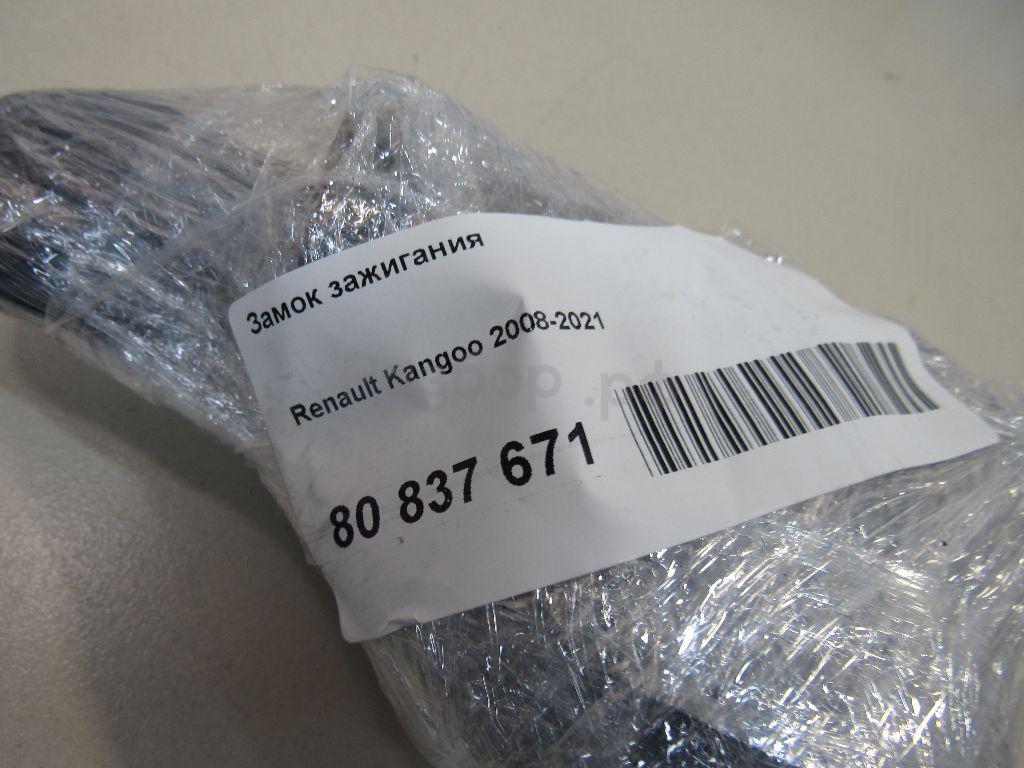 Замок зажигания
Renault Kangoo 2008-2021
80 837 671